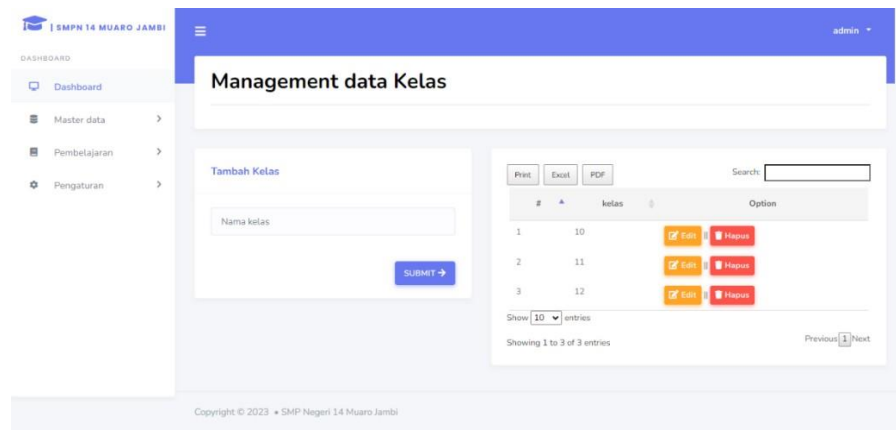 | SMPN 14 MUARO JAMBI
admin
DASHBOARD
Dashboard
Master data
Pembelajaran
Pengaturan
Management data Kelas
Tambah Kelas
Nama kelas
SUBMIT →
Print Excel PDF
Search:
# kelas Option
1 10 Edit || Hapus
2 11 Edit || Hapus
3 12 Edit || Hapus
Show 10 entries
Showing 1 to 3 of 3 entries
Previous 1 Next
Copyright © 2023 • SMP Negeri 14 Muaro Jambi